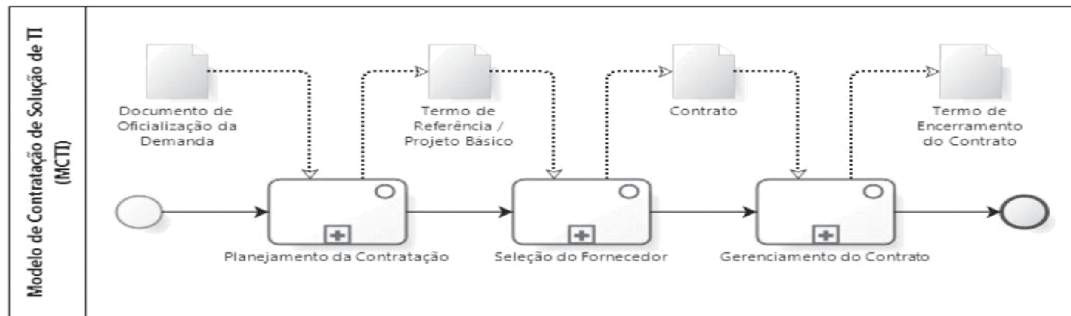 Modelo de Contratação de Solução de TI
(MCTI)
Documento de
Oficialização da
Demanda
Termo de
Referência /
Projeto Básico
Contrato
Termo de
Encerramento
do Contrato
Planejamento da Contratação
Seleção do Fornecedor
Gerenciamento do Contrato